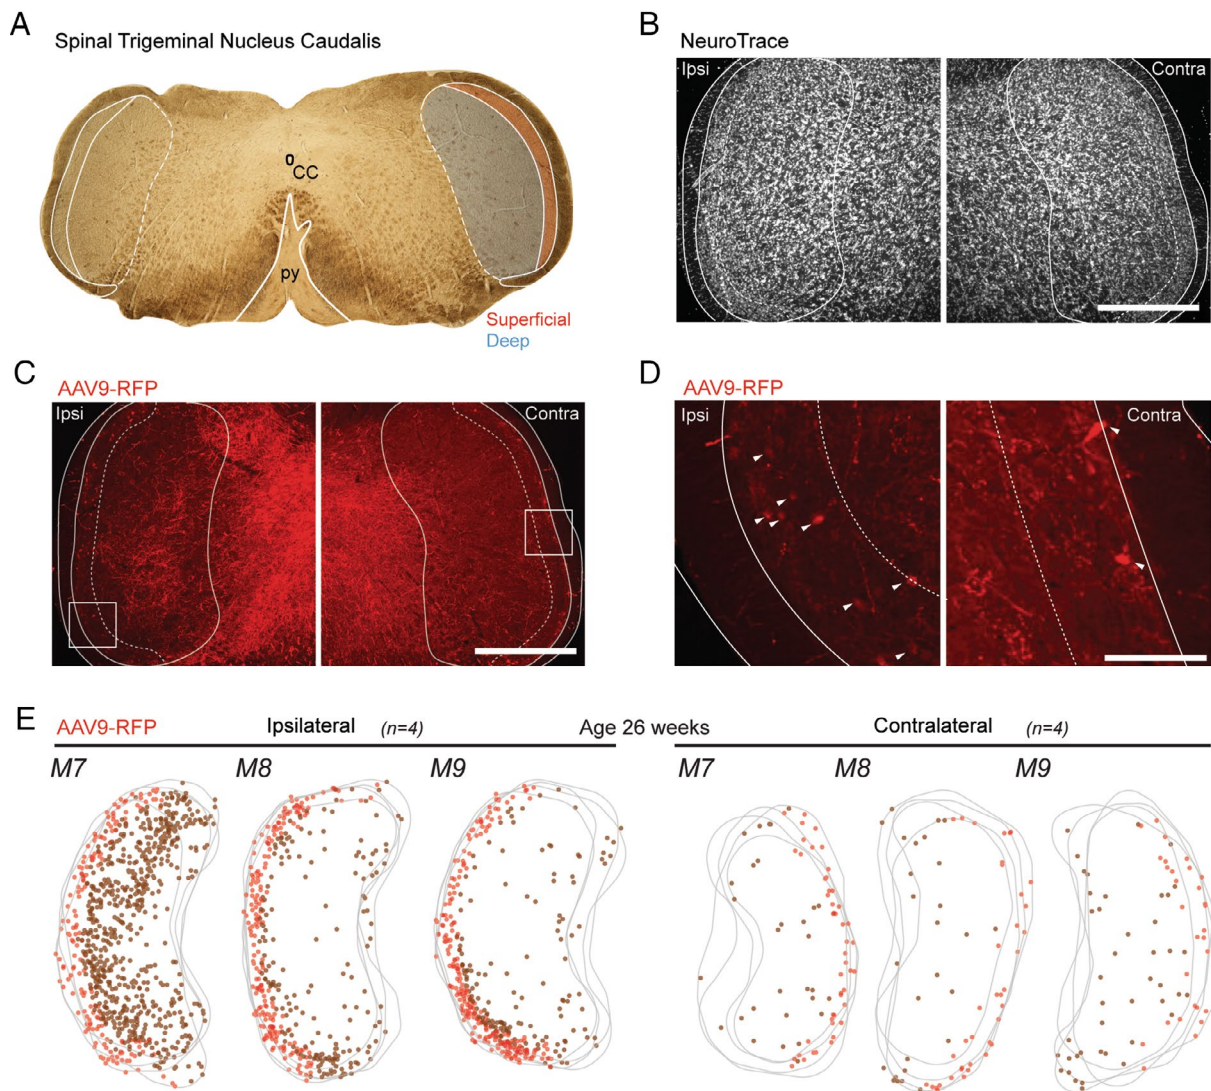 A
Spinal Trigeminal Nucleus Caudalis
CC
py
Superficial
Deep
B
NeuroTrace
Ipsi
Contra
C
AAV9-RFP
Ipsi
Contra
D
AAV9-RFP
Ipsi
Contra
E
AAV9-RFP Ipsilateral (n=4) Age 26 weeks Contralateral (n=4)
M7 M8 M9 M7 M8 M9